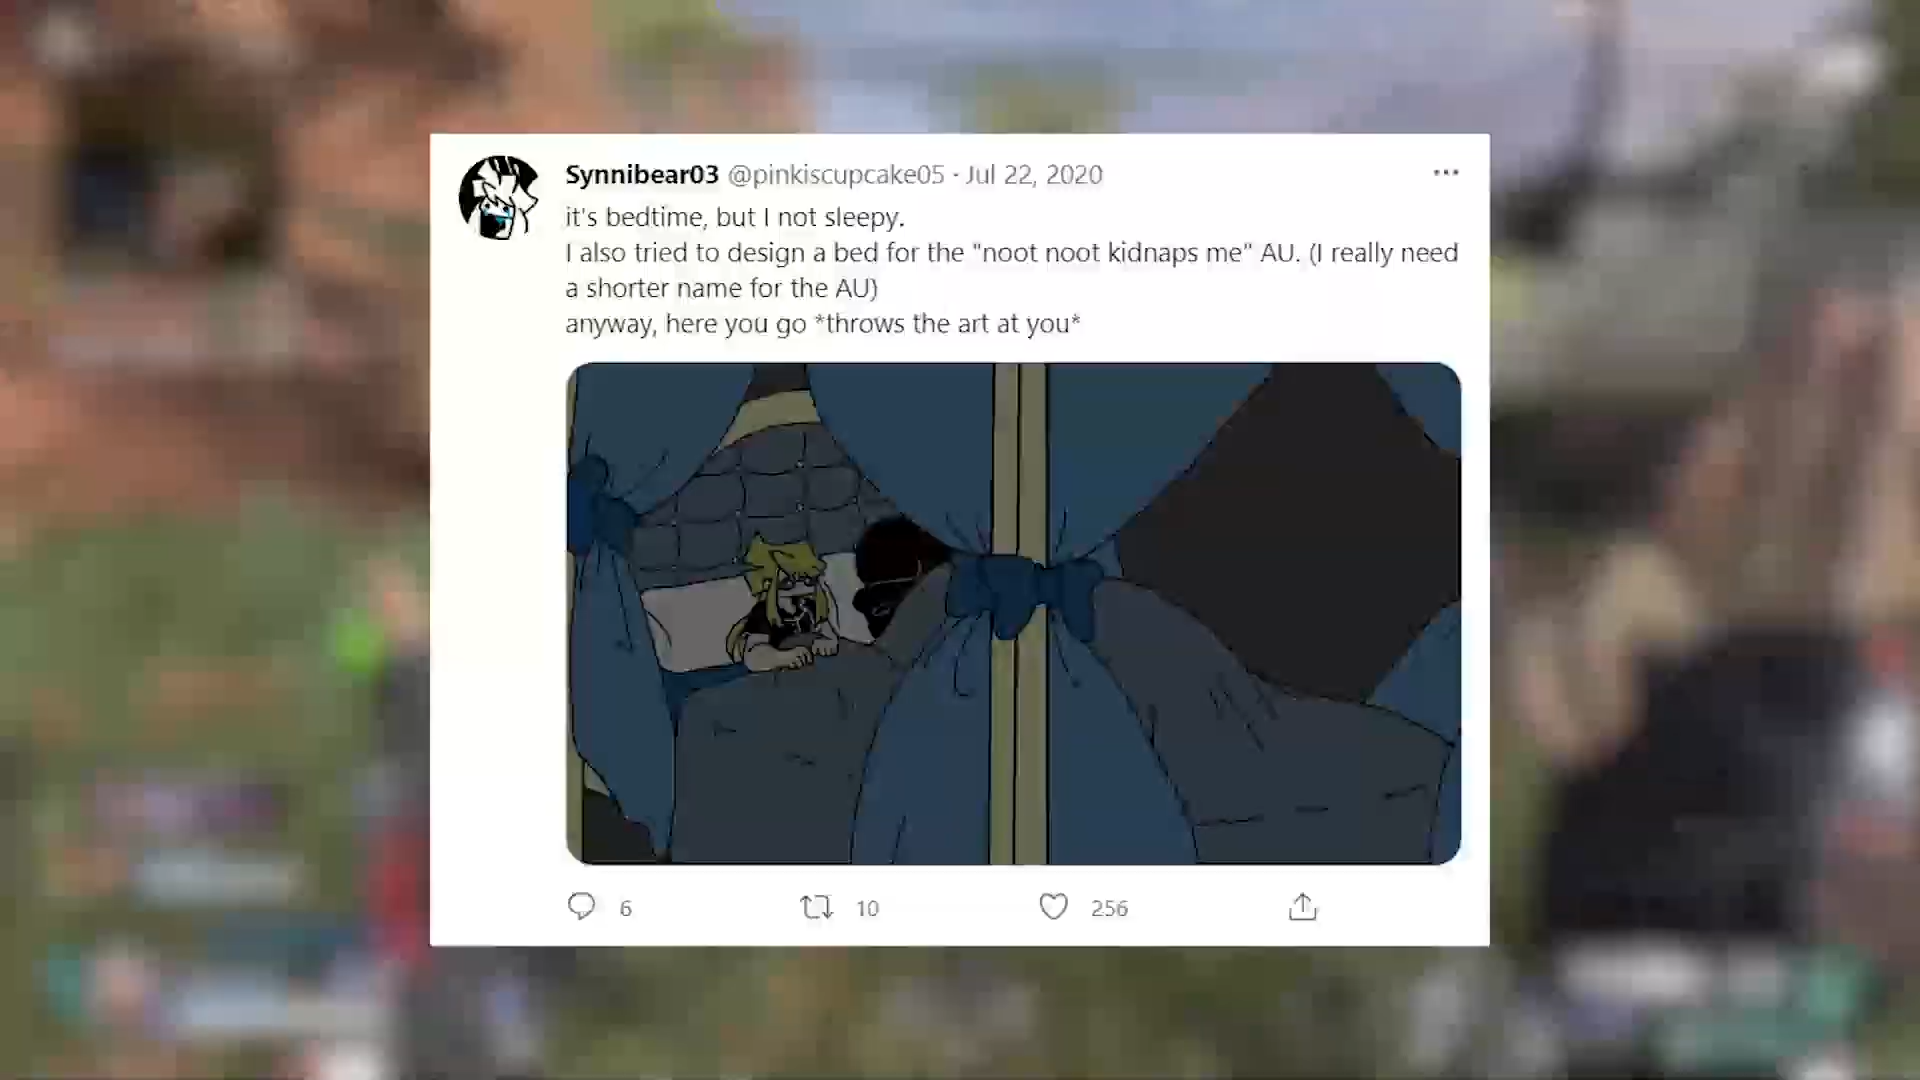 Synnibear03 @pinkiscupcake05 · Jul 22, 2020
it's bedtime, but I not sleepy.
I also tried to design a bed for the "noot noot kidnaps me" AU. (I really need
a shorter name for the AU)
anyway, here you go *throws the art at you*
6 10 256